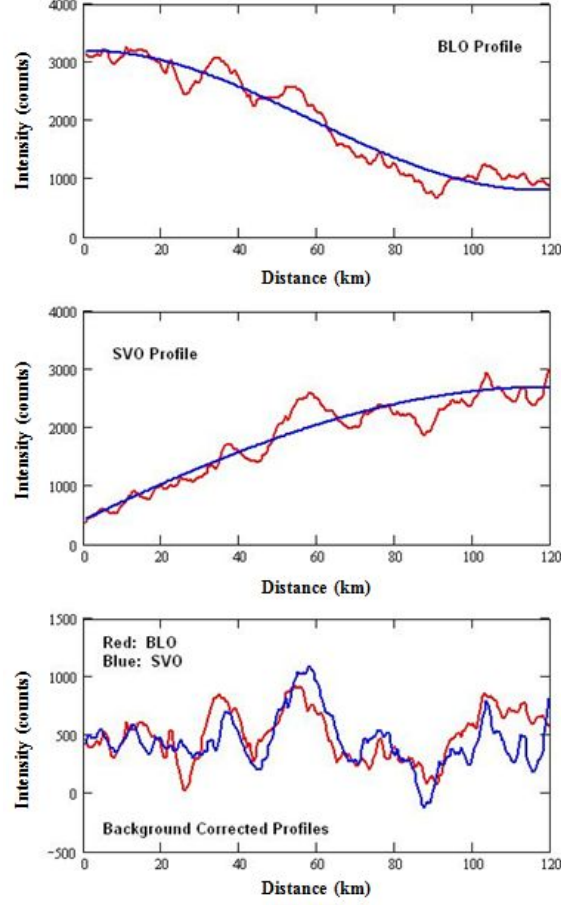 4000
3000
2000
1000
0
Intensity (counts)
BLO Profile
0 20 40 60 80 100 120
Distance (km)
4000
3000
2000
1000
0
Intensity (counts)
SVO Profile
0 20 40 60 80 100 120
Distance (km)
1500
1000
500
0
−500
Intensity (counts)
Red: BLO
Blue: SVO
Background Corrected Profiles
0 20 40 60 80 100 120
Distance (km)